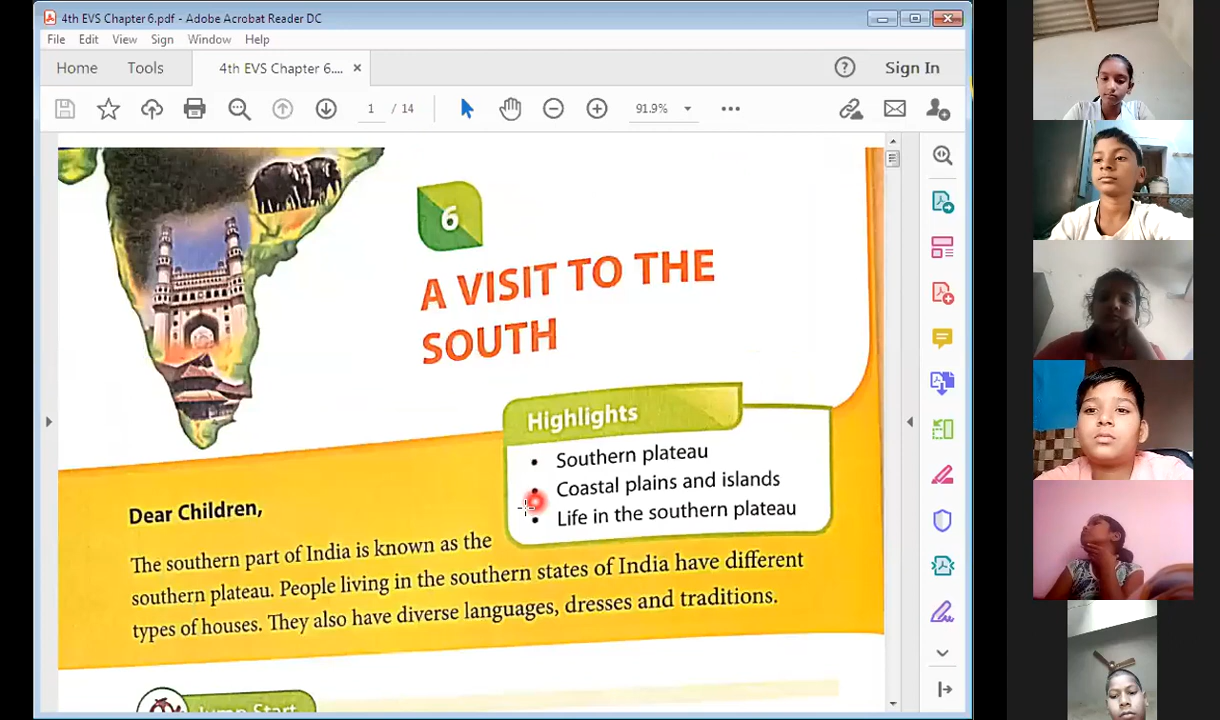 4th EVS Chapter 6.pdf - Adobe Acrobat Reader DC
File Edit View Sign Window Help
Home Tools 4th EVS Chapter 6.... Sign In
1 / 14 91.9%
6
A VISIT TO THE
SOUTH
Highlights
• Southern plateau
• Coastal plains and islands
• Life in the southern plateau
Dear Children,
The southern part of India is known as the
southern plateau. People living in the southern states of India have different
types of houses. They also have diverse languages, dresses and traditions.
Jump Start